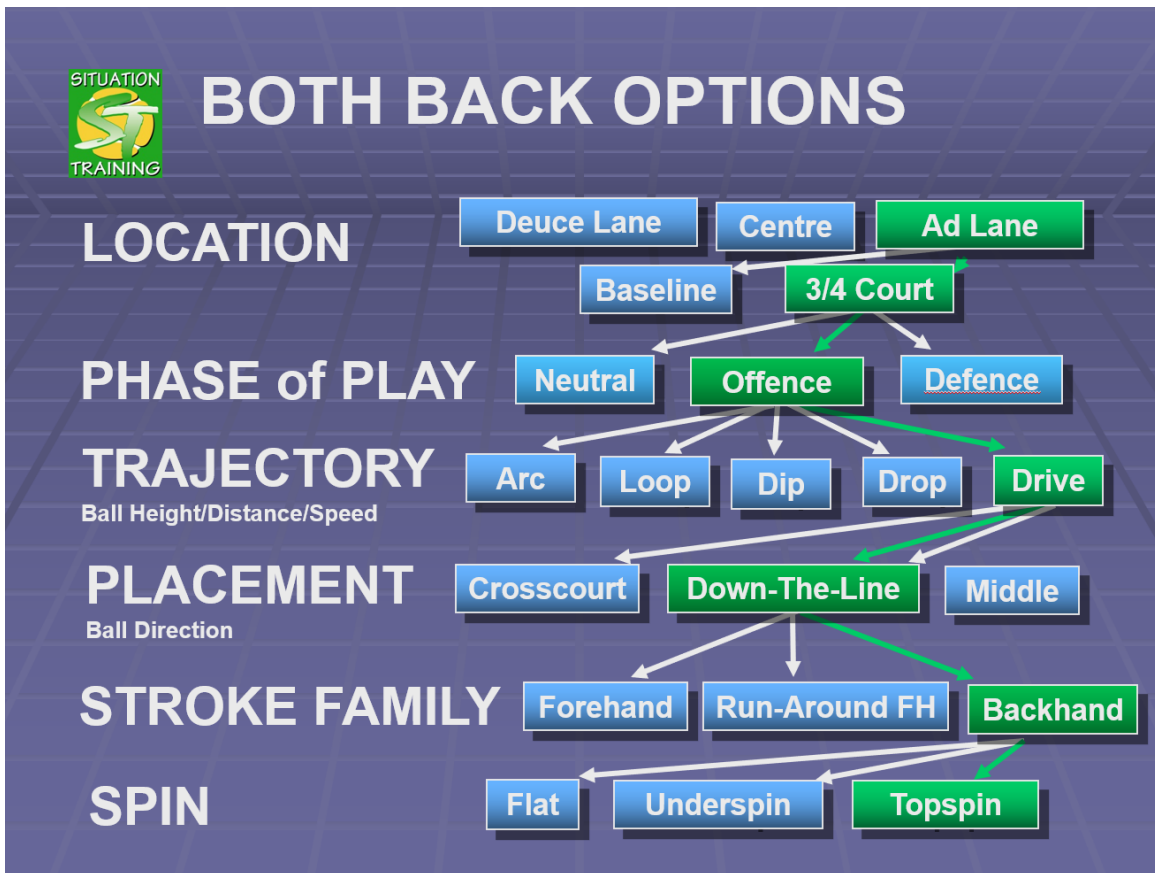 SITUATION
ST
TRAINING
BOTH BACK OPTIONS
LOCATION
Deuce Lane
Centre
Ad Lane
Baseline
3/4 Court
PHASE of PLAY
Neutral
Offence
Defence
TRAJECTORY
Ball Height/Distance/Speed
Arc
Loop
Dip
Drop
Drive
PLACEMENT
Ball Direction
Crosscourt
Down-The-Line
Middle
STROKE FAMILY
Forehand
Run-Around FH
Backhand
SPIN
Flat
Underspin
Topspin